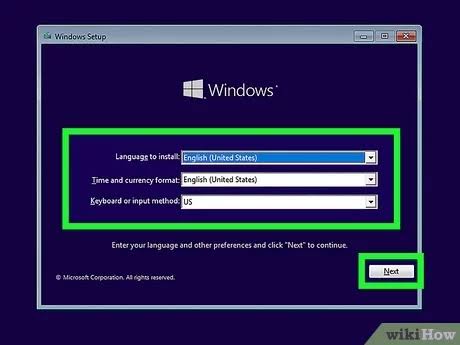 Windows Setup
Windows
Language to install: English (United States)
Time and currency format: English (United States)
Keyboard or input method: US
Enter your language and other preferences and click "Next" to continue.
Next
© Microsoft Corporation. All rights reserved.
wikiHow